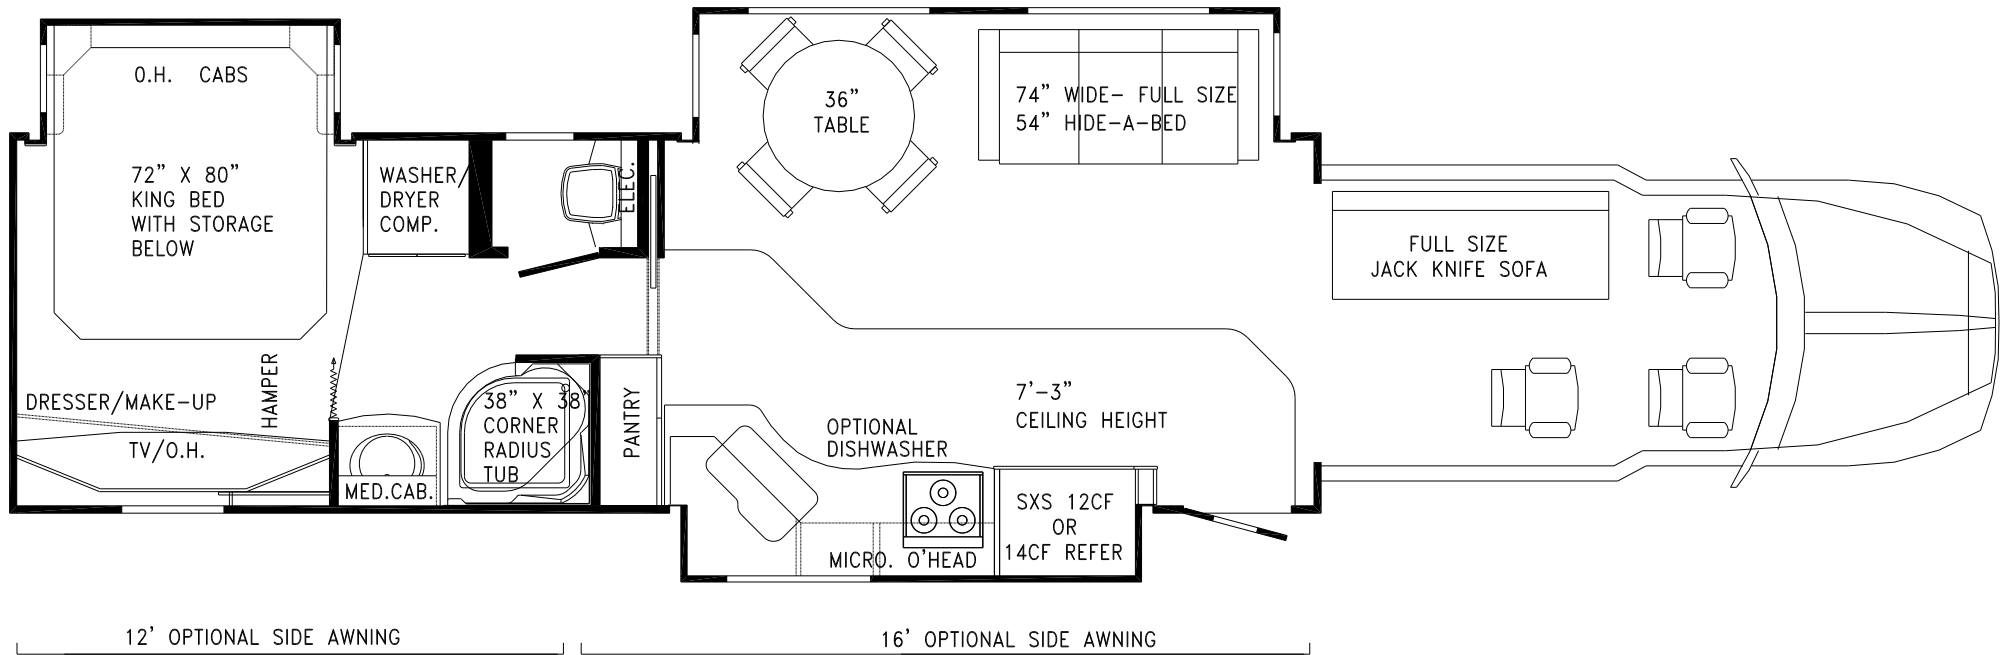 O.H. CABS
72” X 80”
KING BED
WITH STORAGE
BELOW
WASHER/
DRYER
COMP.
ELEC.
36”
TABLE
74” WIDE- FULL SIZE
54” HIDE-A-BED
FULL SIZE
JACK KNIFE SOFA
DRESSER/MAKE-UP
HAMPER
TV/O.H.
MED.CAB.
38” X 38”
CORNER
RADIUS
TUB
PANTRY
OPTIONAL
DISHWASHER
7’-3”
CEILING HEIGHT
MICRO. O’HEAD
SXS 12CF
OR
14CF REFER
12’ OPTIONAL SIDE AWNING
16’ OPTIONAL SIDE AWNING